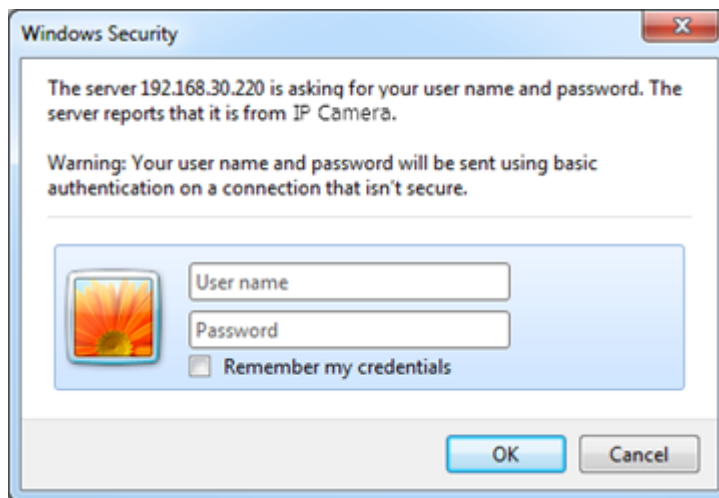 Windows Security
The server 192.168.30.220 is asking for your user name and password. The
server reports that it is from IP Camera.
Warning: Your user name and password will be sent using basic
authentication on a connection that isn't secure.
User name
Password
Remember my credentials
OK
Cancel